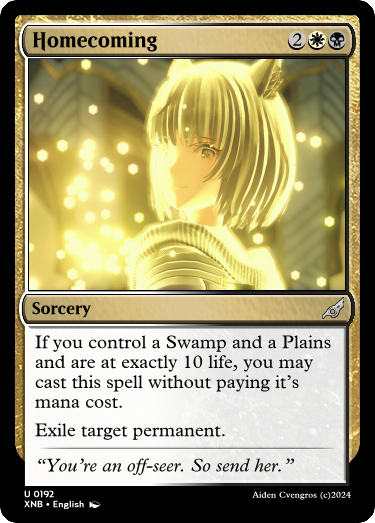 Homecoming 2
Sorcery
If you control a Swamp and a Plains
and are at exactly 10 life, you may
cast this spell without paying it's
mana cost.
Exile target permanent.
“You're an off-seer. So send her.”
U 0192
XNB • English Aiden Cvengros (c)2024